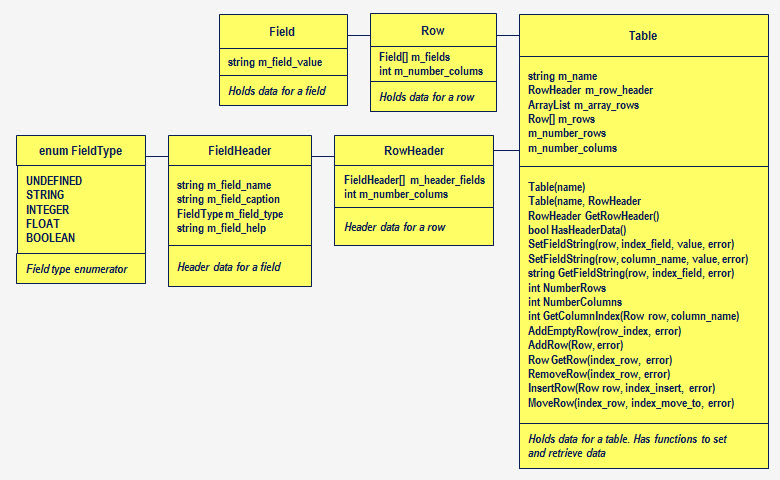 Field
string m_field_value
Holds data for a field
Row
Field[] m_fields
int m_number_colums
Holds data for a row
Table
string m_name
RowHeader m_row_header
ArrayList m_array_rows
Row[] m_rows
m_number_rows
m_number_colums
Table(name)
Table(name, RowHeader
RowHeader GetRowHeader()
bool HasHeaderData()
SetFieldString(row, index_field, value, error)
SetFieldString(row, column_name, value, error)
string GetFieldString(row, index_field, error)
int NumberRows
int NumberColumns
int GetColumnIndex(Row row, column_name)
AddEmptyRow(row_index, error)
AddRow(Row, error)
Row GetRow(index_row, error)
RemoveRow(index_row, error)
InsertRow(Row row, index_insert, error)
MoveRow(index_row, index_move_to, error)
Holds data for a table. Has functions to set
and retrieve data
enum FieldType
UNDEFINED
STRING
INTEGER
FLOAT
BOOLEAN
Field type enumerator
FieldHeader
string m_field_name
string m_field_caption
FieldType m_field_type
string m_field_help
Header data for a field
RowHeader
FieldHeader[] m_header_fields
int m_number_colums
Header data for a row